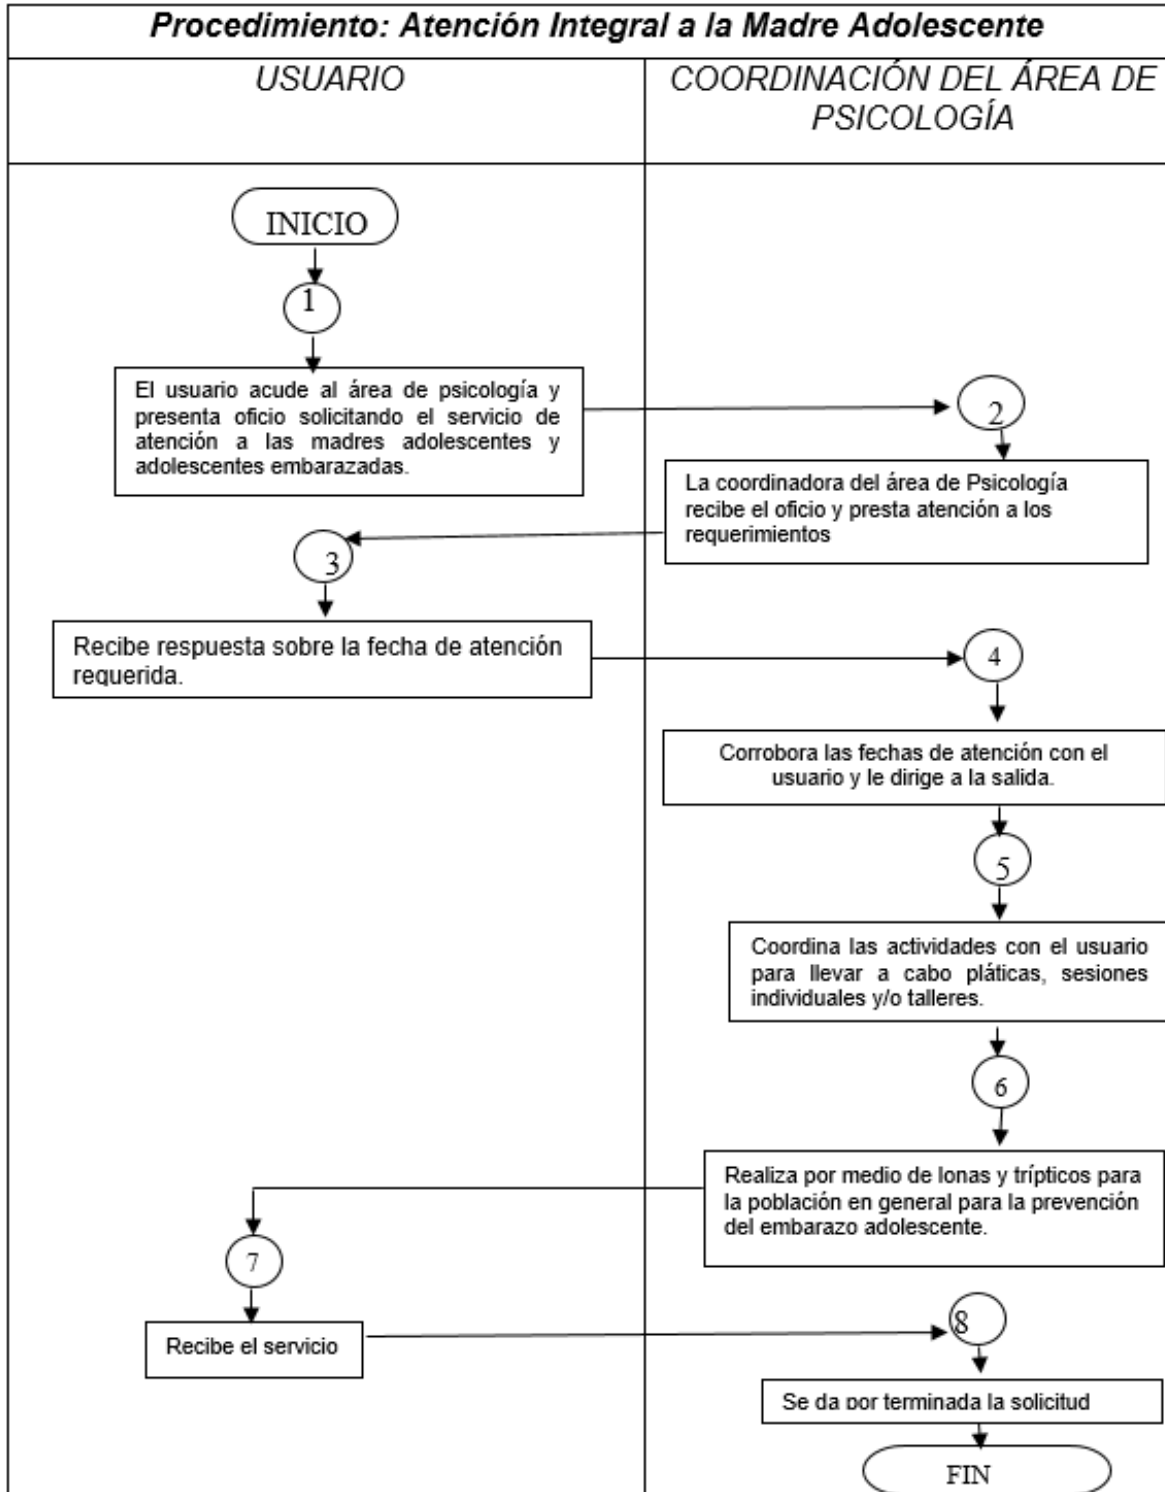 Procedimiento: Atención Integral a la Madre Adolescente
USUARIO
COORDINACIÓN DEL ÁREA DE
PSICOLOGÍA
INICIO
1
El usuario acude al área de psicología y
presenta oficio solicitando el servicio de
atención a las madres adolescentes y
adolescentes embarazadas.
2
La coordinadora del área de Psicología
recibe el oficio y presta atención a los
requerimientos
3
Recibe respuesta sobre la fecha de atención
requerida.
4
Corrobora las fechas de atención con el
usuario y le dirige a la salida.
5
Coordina las actividades con el usuario
para llevar a cabo pláticas, sesiones
individuales y/o talleres.
6
Realiza por medio de lonas y trípticos para
la población en general para la prevención
del embarazo adolescente.
7
Recibe el servicio
8
Se da por terminada la solicitud
FIN